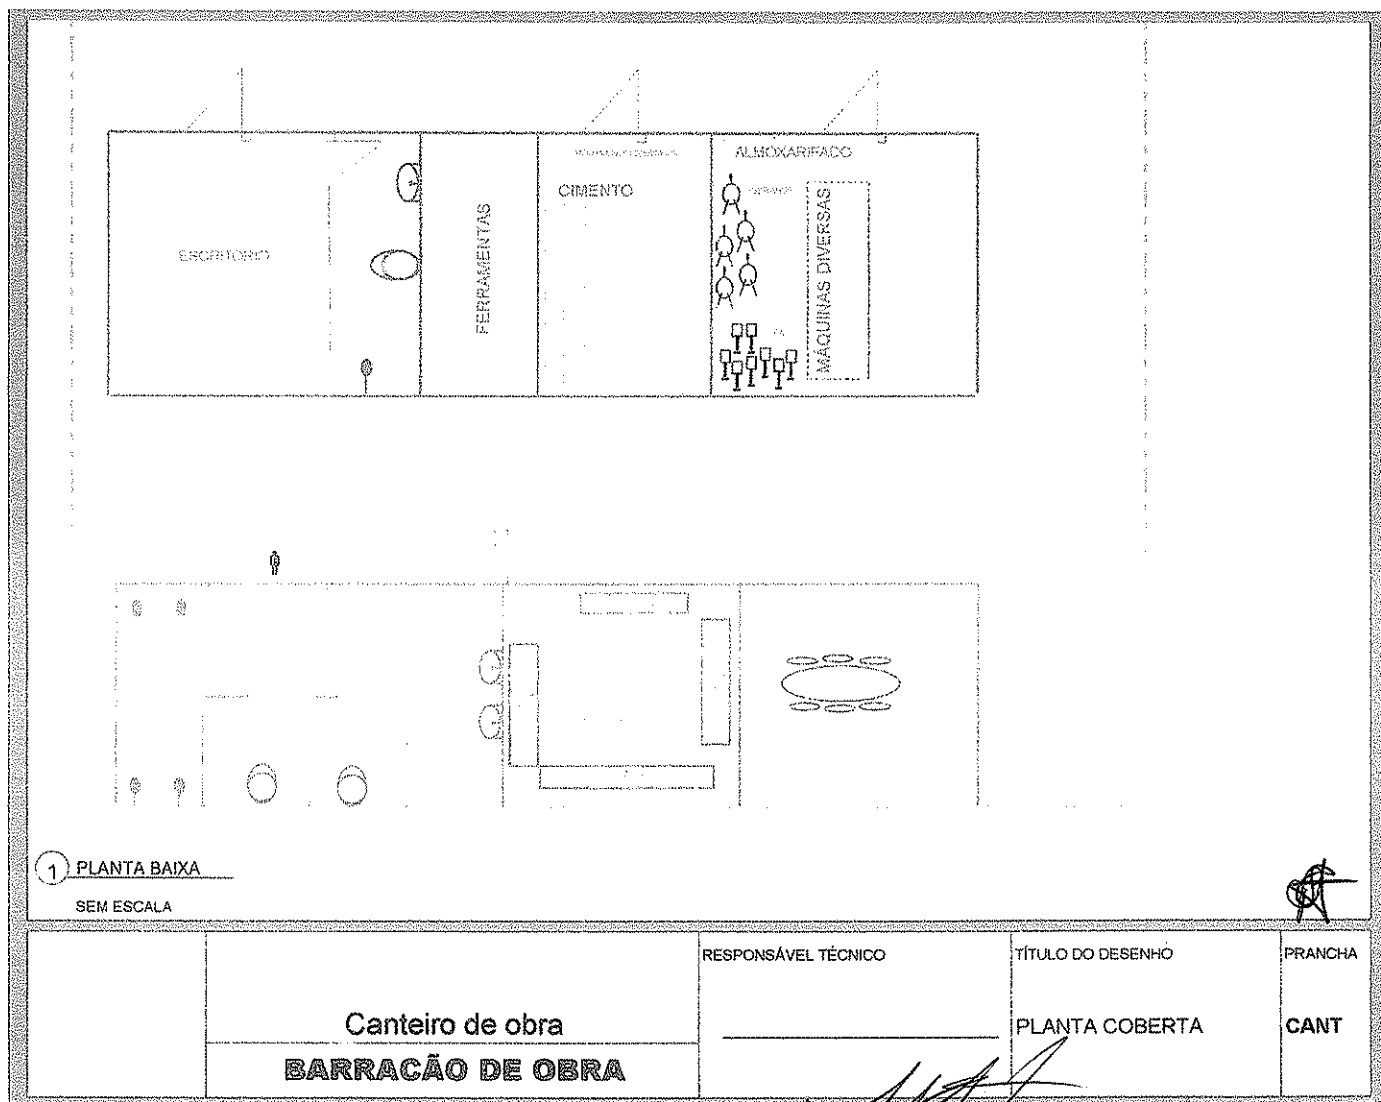 ALMOXARIFADO
CIMENTO
ESCRITORIO
FERRAMENTAS
MÁQUINAS DIVERSAS
1 PLANTA BAIXA
SEM ESCALA
RESPONSÁVEL TÉCNICO
TÍTULO DO DESENHO
PRANCHA
Canteiro de obra
PLANTA COBERTA
CANT
BARRACÃO DE OBRA